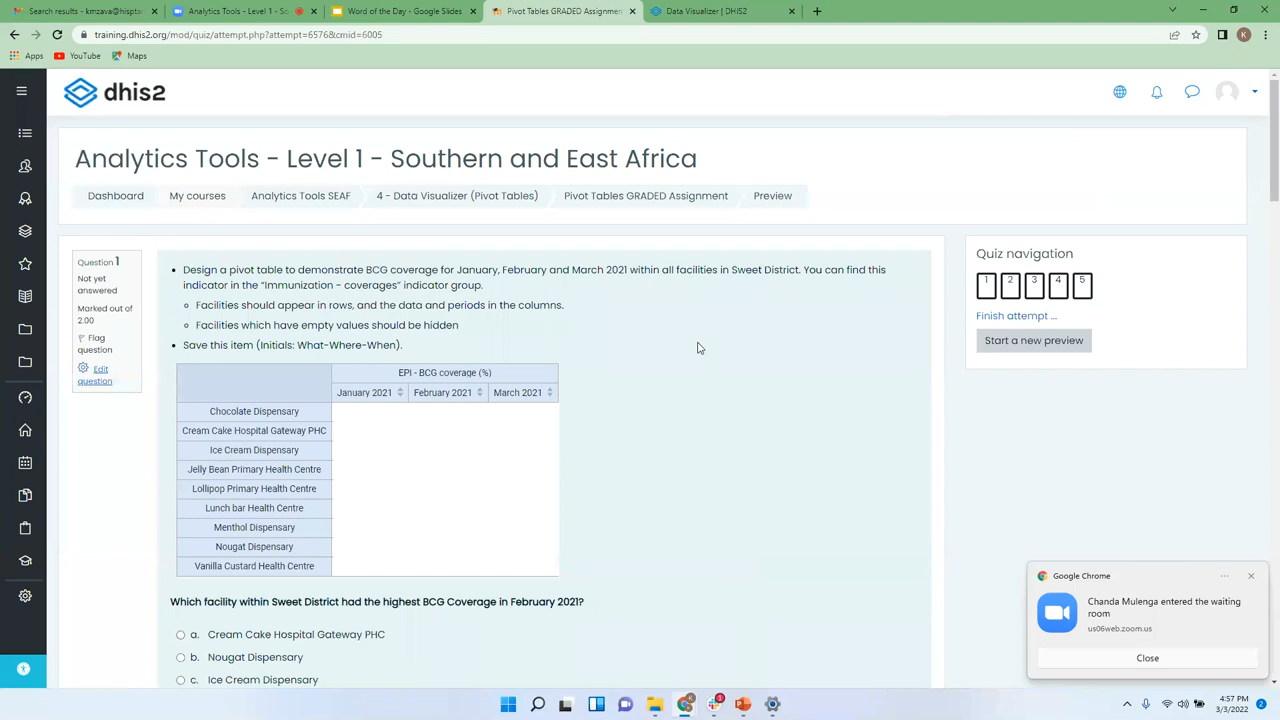 Search results - kmzava@hisptan
Analytics Tools - Level 1 -
Word of the Day - Google Slides
Pivot Tables GRADED Assignmen
Data Visualizer | DHIS2
training.dhis2.org/mod/quiz/attempt.php?attempt=6576&cmid=6005
K
Apps
YouTube
Maps
dhis2
Analytics Tools - Level 1 - Southern and East Africa
Dashboard
My courses
Analytics Tools SEAF
4 - Data Visualizer (Pivot Tables)
Pivot Tables GRADED Assignment
Preview
Question 1
Not yet
answered
Marked out of
2.00
Flag
question
Edit
question
Design a pivot table to demonstrate BCG coverage for January, February and March 2021 within all facilities in Sweet District. You can find this
indicator in the “Immunization - coverages” indicator group.
Facilities should appear in rows, and the data and periods in the columns.
Facilities which have empty values should be hidden
Save this item (Initials: What-Where-When).
EPI - BCG coverage (%)
January 2021
February 2021
March 2021
Chocolate Dispensary
Cream Cake Hospital Gateway PHC
Ice Cream Dispensary
Jelly Bean Primary Health Centre
Lollipop Primary Health Centre
Lunch bar Health Centre
Menthol Dispensary
Nougat Dispensary
Vanilla Custard Health Centre
Which facility within Sweet District had the highest BCG Coverage in February 2021?
a. Cream Cake Hospital Gateway PHC
b. Nougat Dispensary
c. Ice Cream Dispensary
Quiz navigation
1 2 3 4 5
Finish attempt ...
Start a new preview
Google Chrome
Chanda Mulenga entered the waiting
room
us06web.zoom.us
Close
4:57 PM
3/3/2022
2